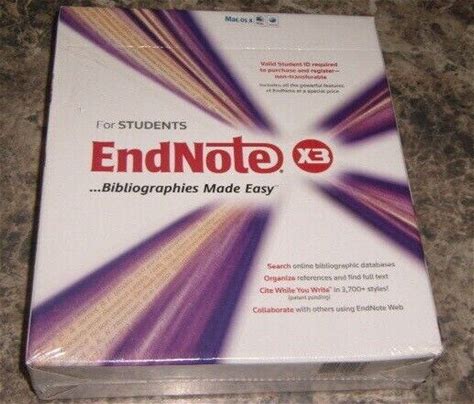 Mac OS X
Valid Student ID required
to purchase and register—
non-transferable
Includes all the powerful features
of EndNote at a special price
For STUDENTS
EndNote X3
...Bibliographies Made Easy™
Search online bibliographic databases
Organize references and find full text
Cite While You Write™ in 3,700+ styles!
(patent pending)
Collaborate with others using EndNote Web